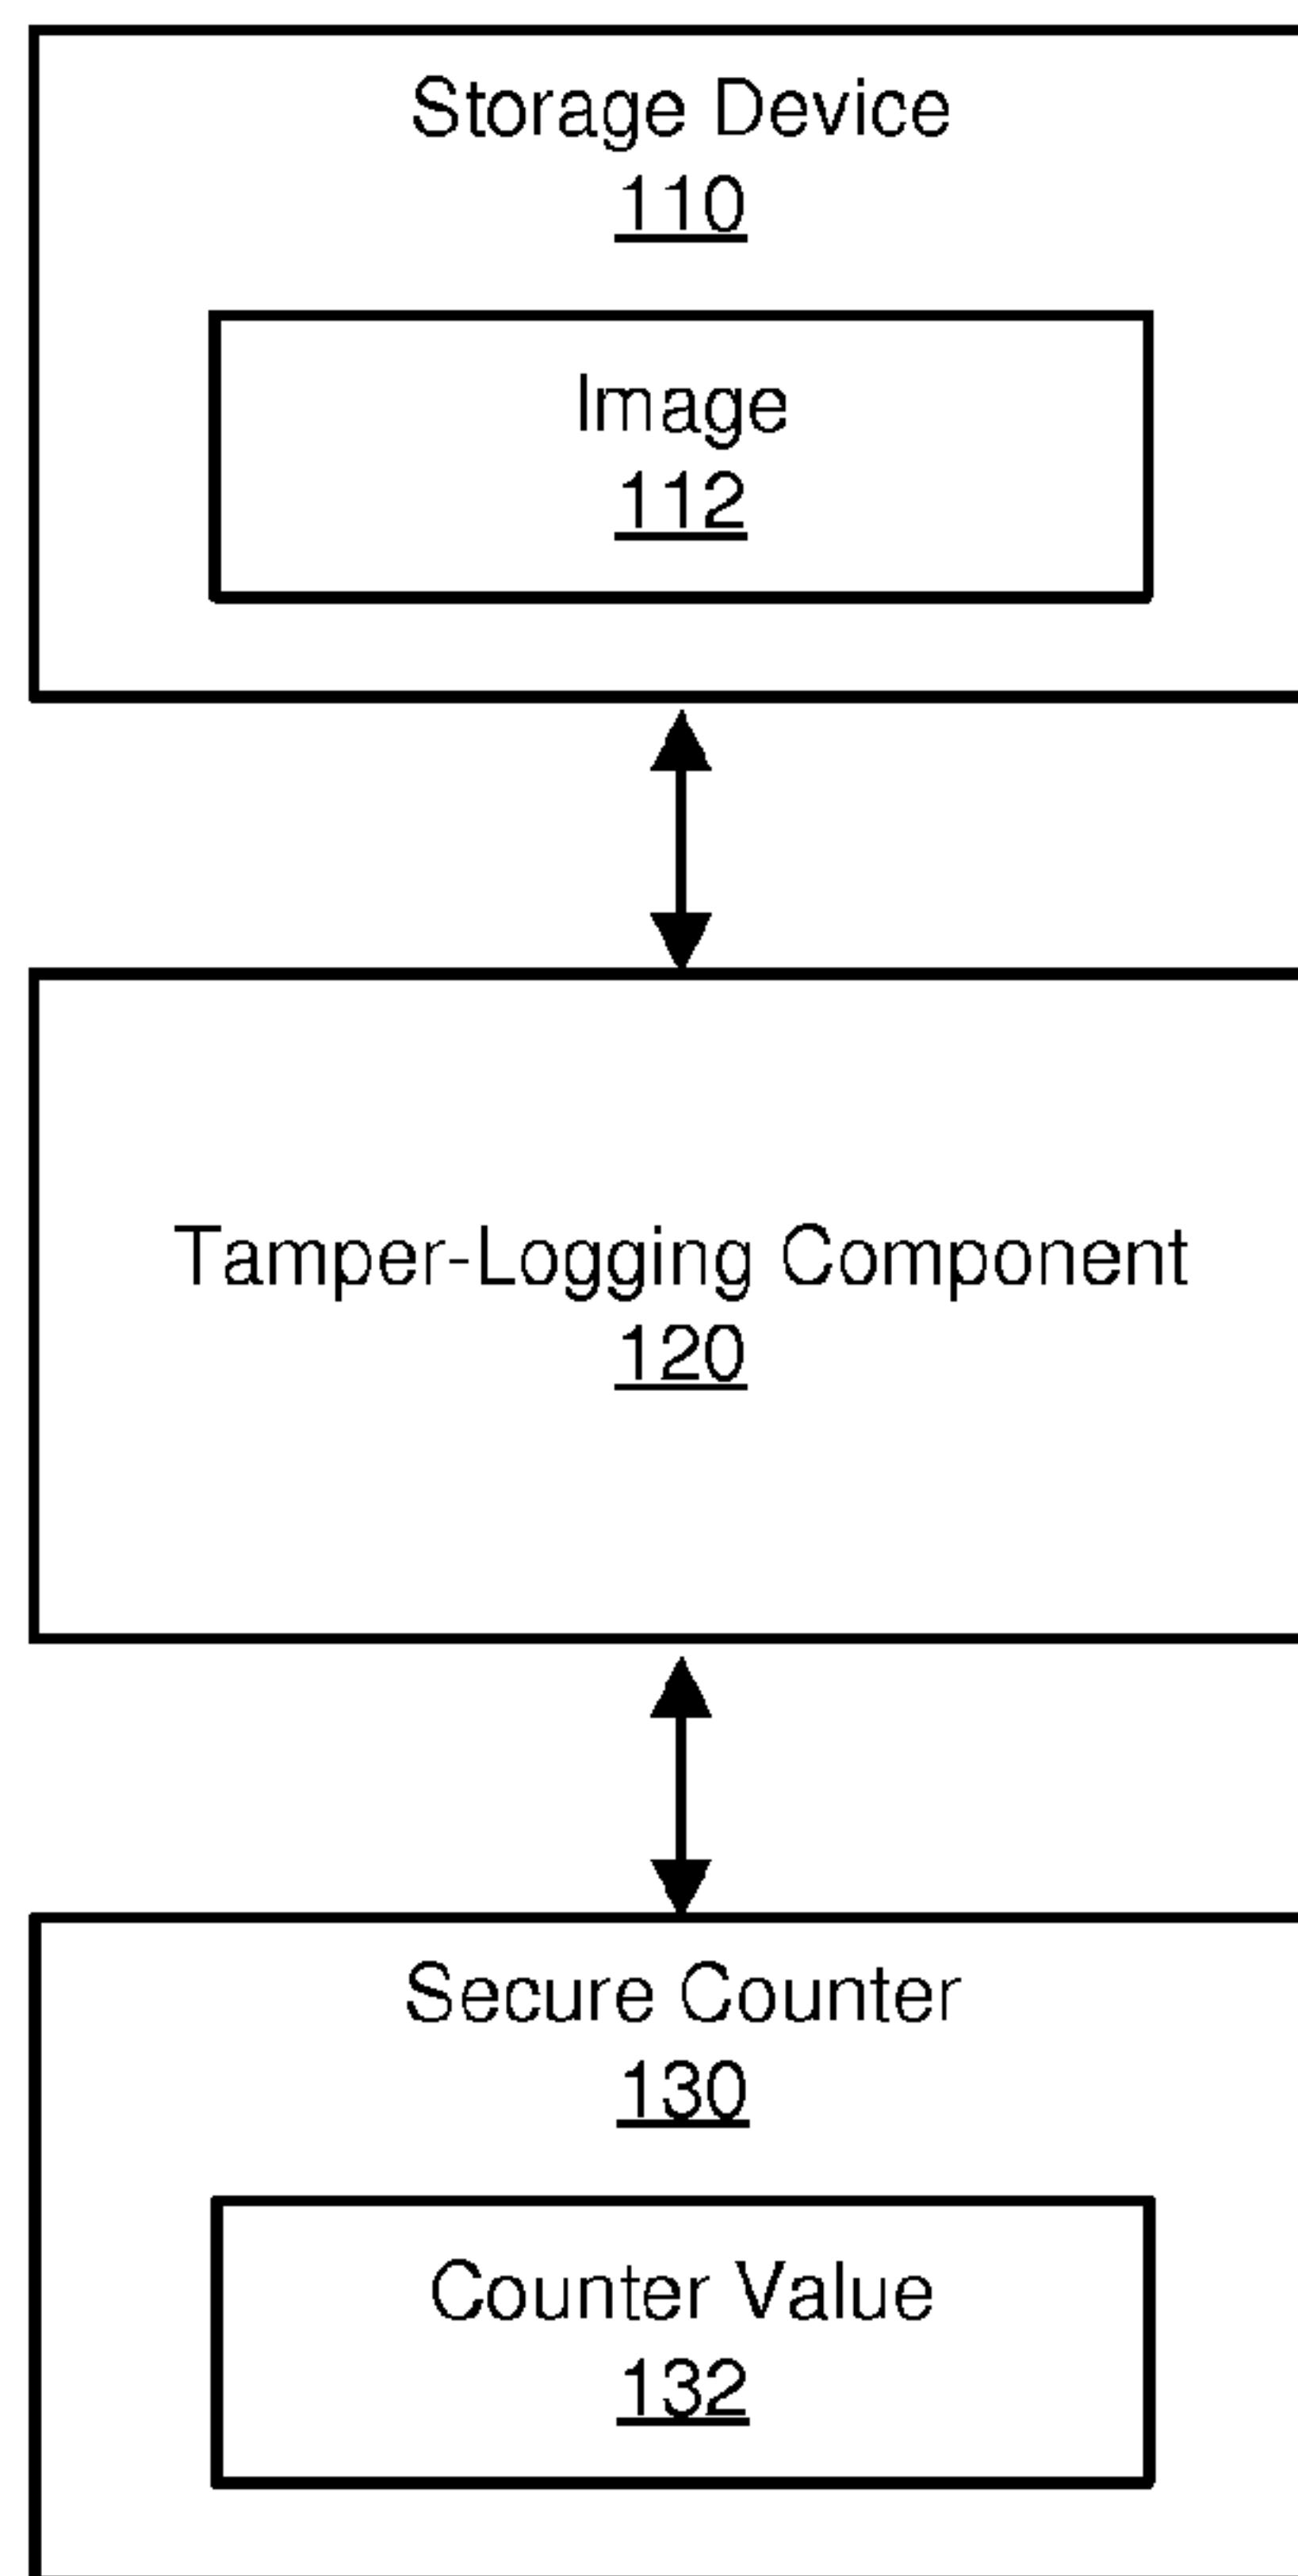 Storage Device
110
Image
112
Tamper-Logging Component
120
Secure Counter
130
Counter Value
132